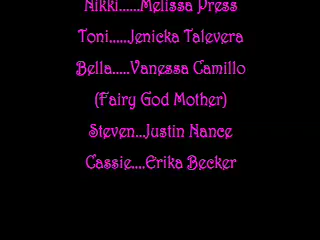 Nikki......Melissa Press
Toni.....Jenicka Talevera
Bella.....Vanessa Camillo
(Fairy God Mother)
Steven...Justin Nance
Cassie....Erika Becker